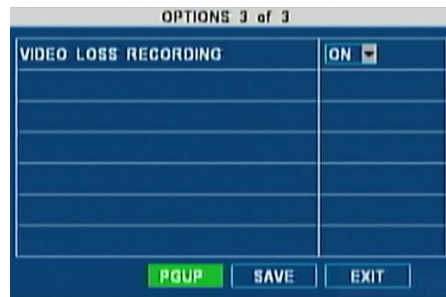 OPTIONS 3 of 3
VIDEO LOSS RECORDING ON
PGUP SAVE EXIT